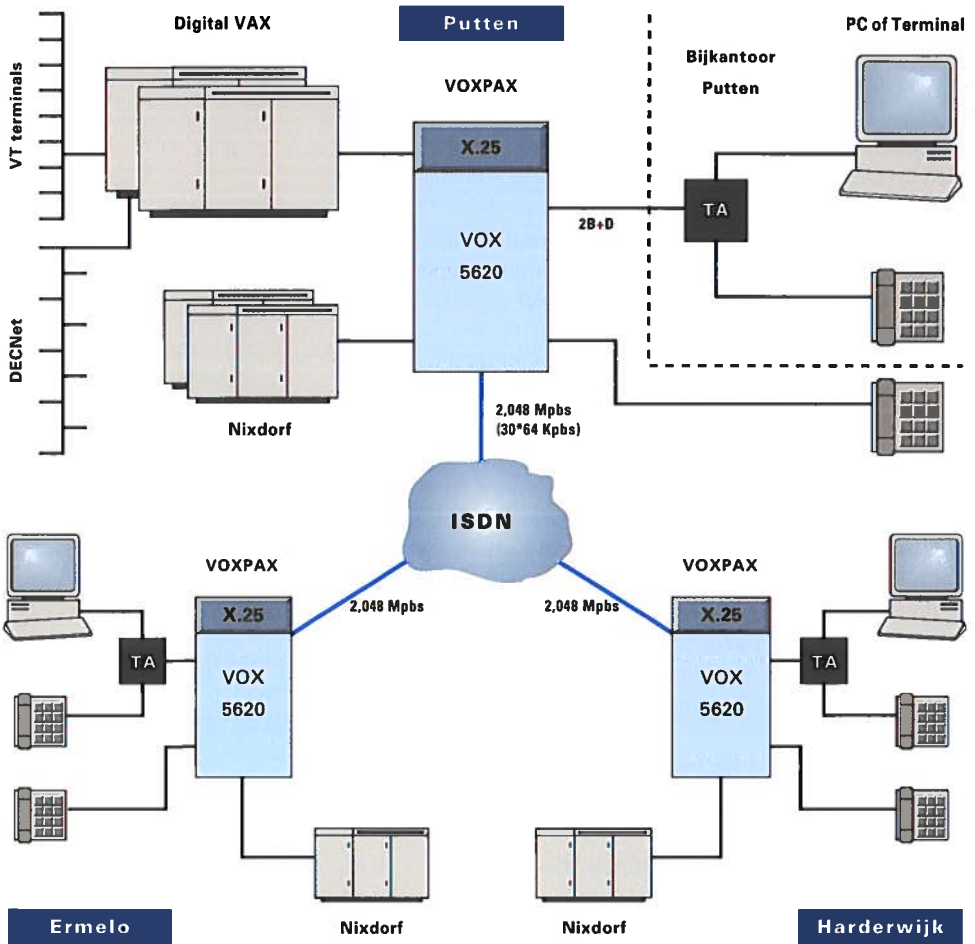 Digital VAX
Putten
PC of Terminal
VT terminals
VOXPAX
Bijkantoor
Putten
X.25
TA
2B+D
VOX
5620
DECNet
Nixdorf
2,048 Mpbs
(30*64 Kpbs)
ISDN
VOXPAX
VOXPAX
2,048 Mpbs
2,048 Mpbs
X.25
X.25
TA
VOX
5620
VOX
5620
TA
Nixdorf
Nixdorf
Ermelo
Harderwijk